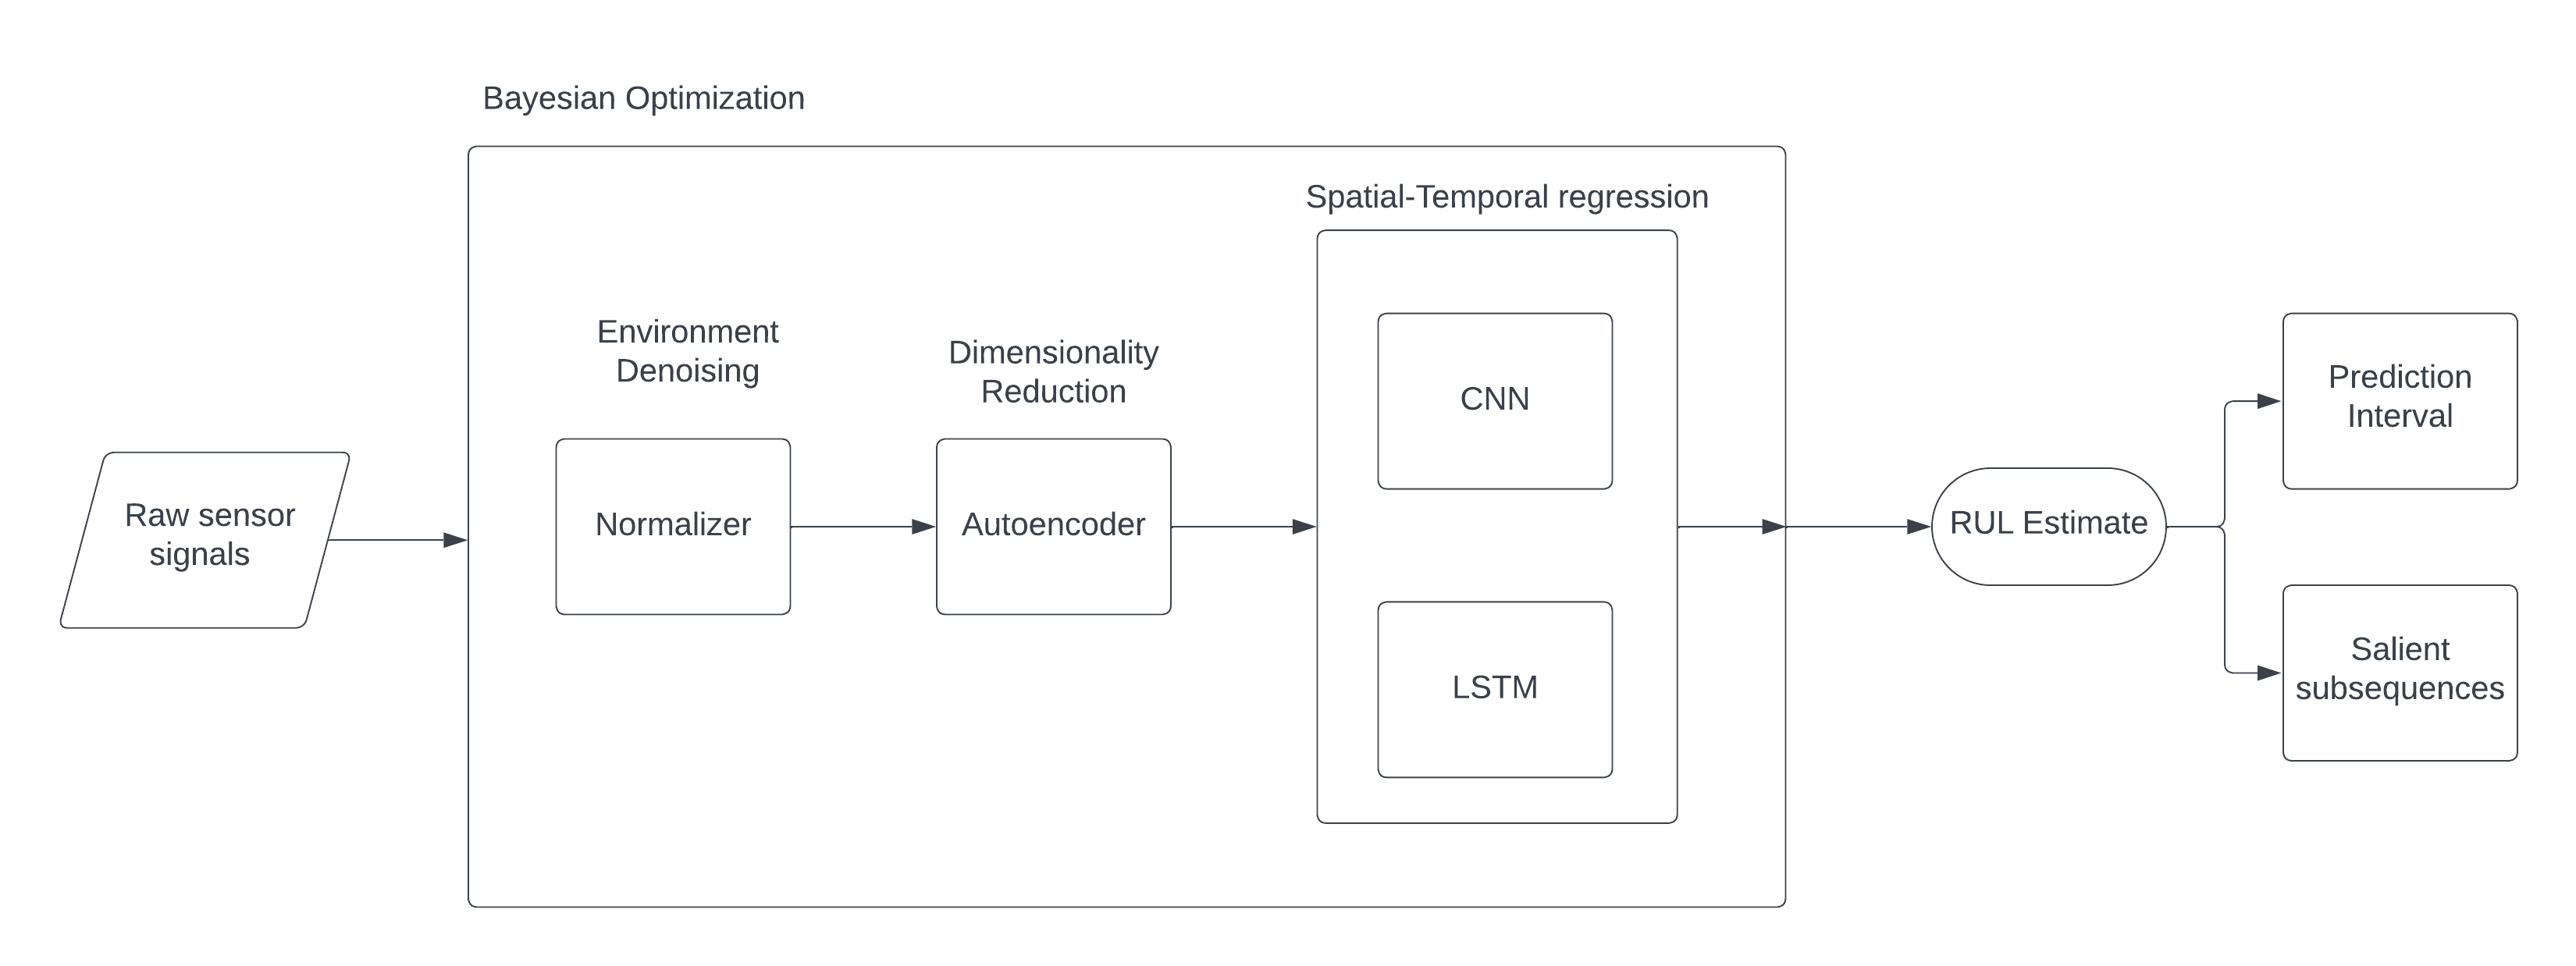 Bayesian Optimization
Spatial-Temporal regression
Environment
Denoising
Dimensionality
Reduction
Raw sensor
signals
Normalizer
Autoencoder
CNN
LSTM
RUL Estimate
Prediction
Interval
Salient
subsequences